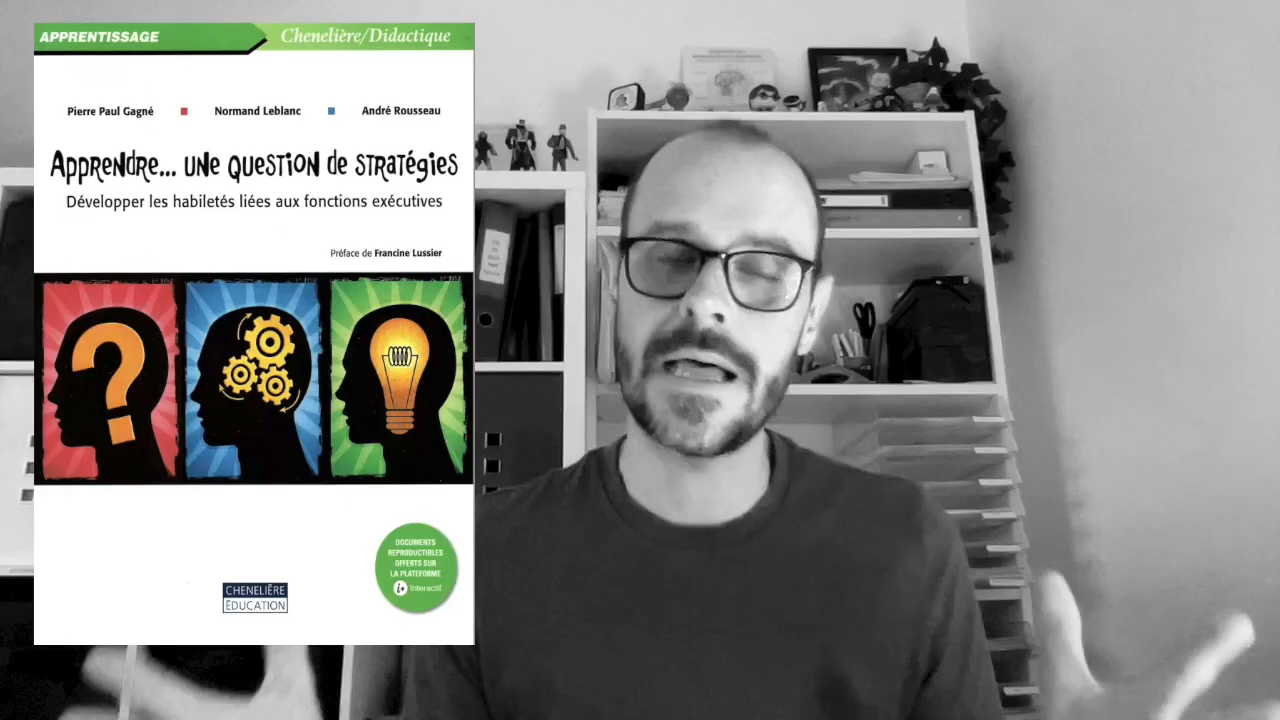 APPRENTISSAGE
Chenelière/Didactique
Pierre Paul Gagné ■ Normand Leblanc ■ André Rousseau
Apprendre... une question de stratégies
Développer les habiletés liées aux fonctions exécutives
Préface de Francine Lussier
DOCUMENTS
REPRODUCTIBLES
OFFERTS SUR
LA PLATEFORME
i+ Interactif
CHENELIÈRE
ÉDUCATION